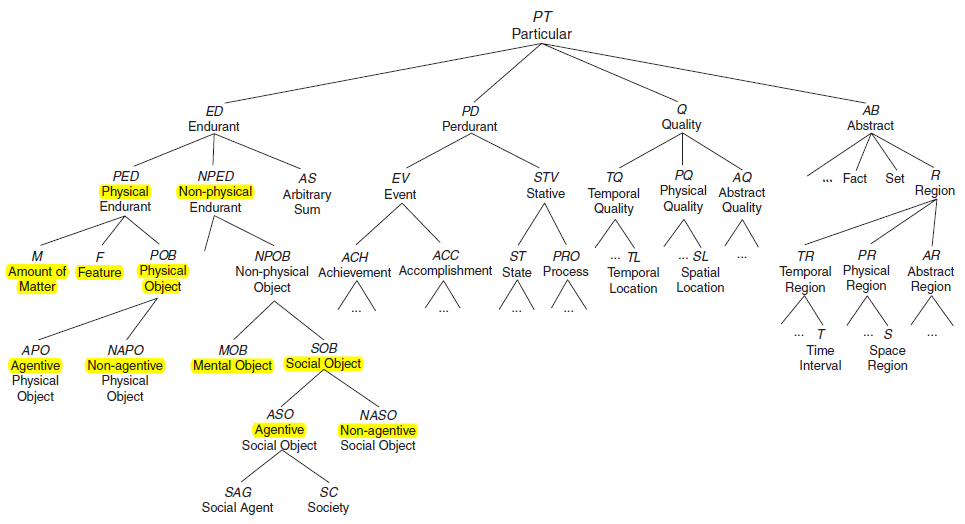 PT
Particular
ED
Endurant
PD
Perdurant
Q
Quality
AB
Abstract
PED
Physical
Endurant
NPED
Non-physical
Endurant
AS
Arbitrary
Sum
EV
Event
STV
Stative
TQ
Temporal
Quality
PQ
Physical
Quality
AQ
Abstract
Quality
... Fact Set
R
Region
M
Amount of
Matter
F
Feature
POB
Physical
Object
NPOB
Non-physical
Object
ACH
Achievement
ACC
Accomplishment
ST
State
PRO
Process
... TL
Temporal
Location
... SL
Spatial
Location
...
TR
Temporal
Region
PR
Physical
Region
AR
Abstract
Region
...
...
...
...
APO
Agentive
Physical
Object
NAPO
Non-agentive
Physical
Object
MOB
Mental Object
SOB
Social Object
... T
Time
Interval
... S
Space
Region
...
ASO
Agentive
Social Object
NASO
Non-agentive
Social Object
SAG
Social Agent
SC
Society